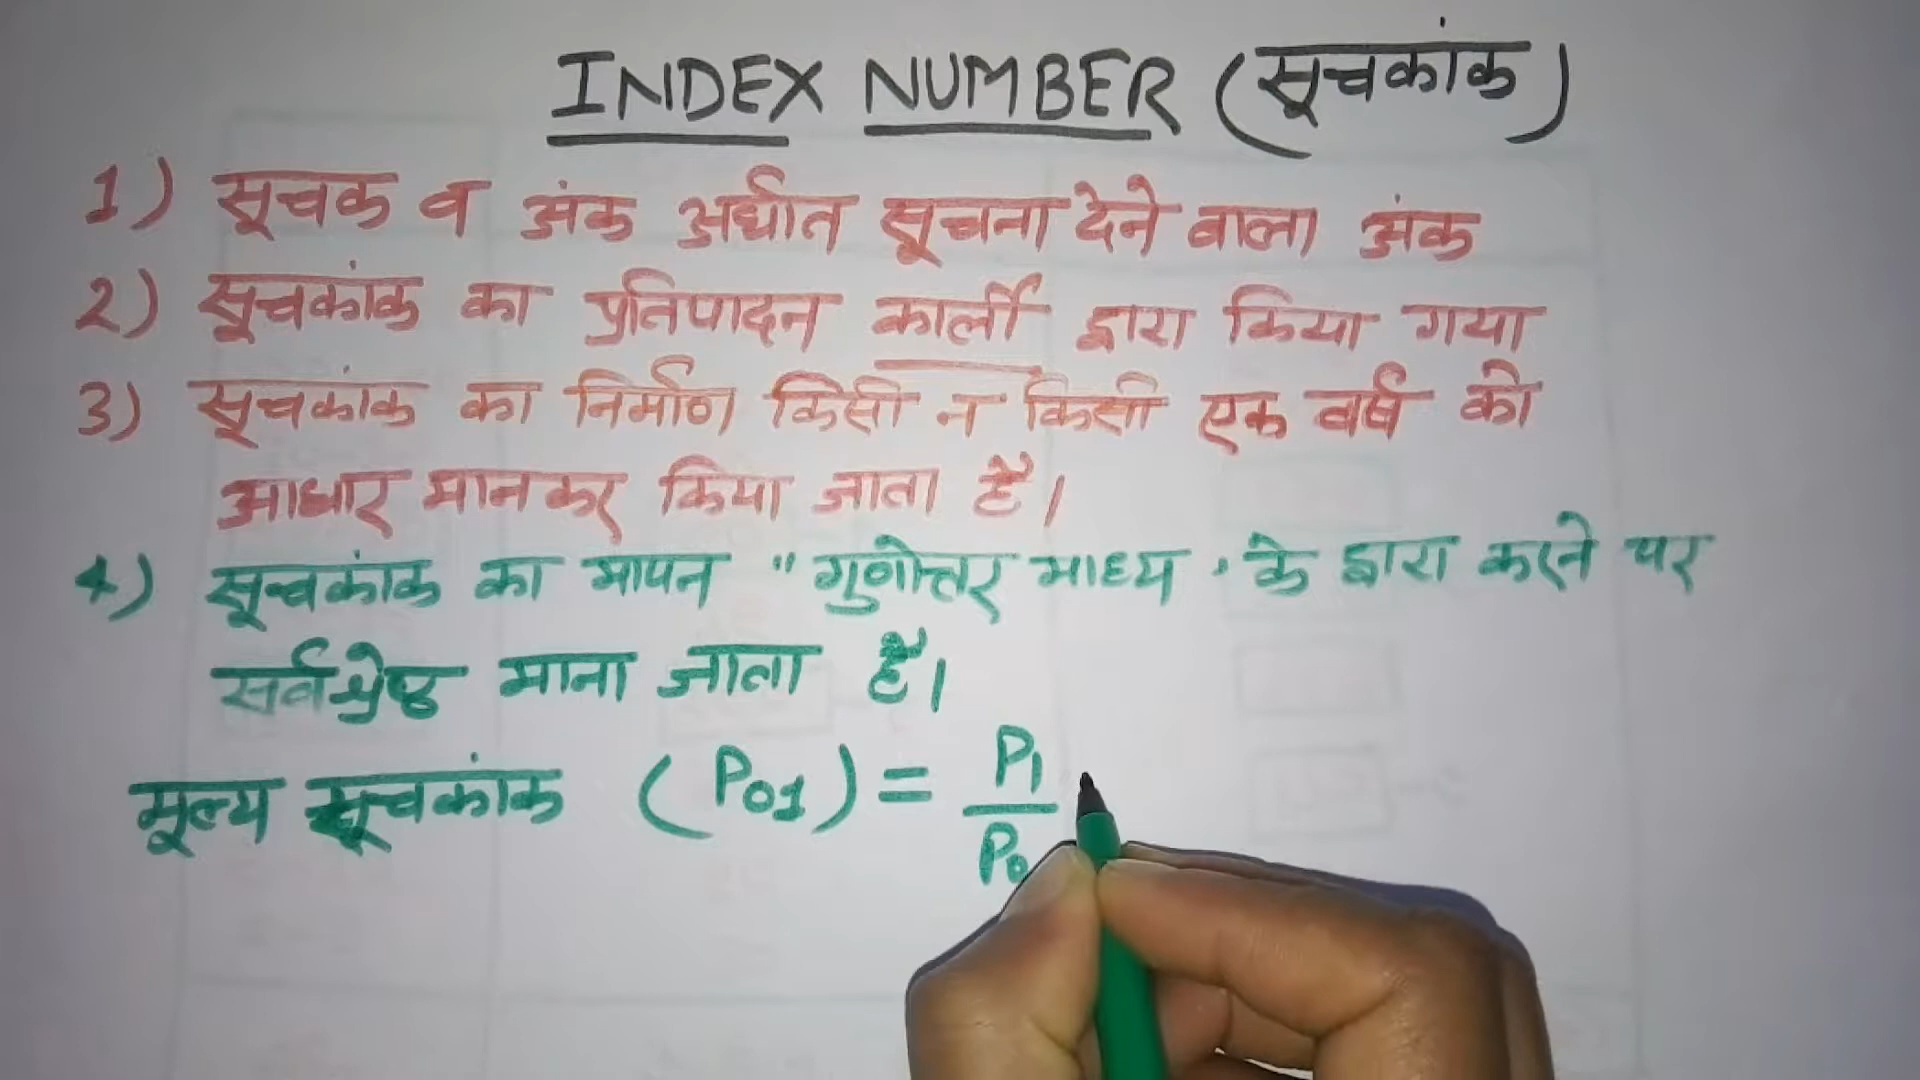 INDEX NUMBER (सूचकांक)
1) सूचक व अंक अर्थात सूचना देने वाला अंक
2) सूचकांक का प्रतिपादन कार्ली द्वारा किया गया
3) सूचकांक का निर्माण किसी न किसी एक वर्ष को
आधार मानकर किया जाता है।
4) सूचकांक का मापन "गुणोत्तर माध्य" के द्वारा करने पर
सर्वश्रेष्ठ माना जाता है।
मूल्य सूचकांक (P01) = P1/P0